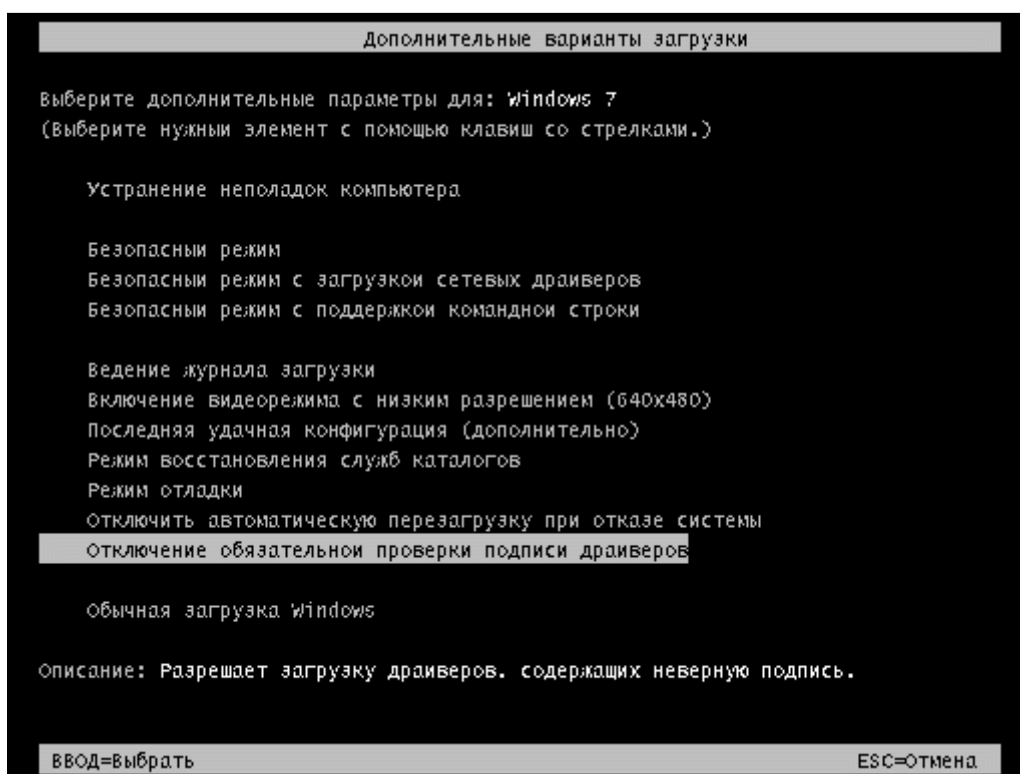 Дополнительные варианты загрузки
Выберите дополнительные параметры для: Windows 7
(Выберите нужный элемент с помощью клавиш со стрелками.)
Устранение неполадок компьютера
Безопасный режим
Безопасный режим с загрузкой сетевых драйверов
Безопасный режим с поддержкой командной строки
Ведение журнала загрузки
Включение видеорежима с низким разрешением (640x480)
Последняя удачная конфигурация (дополнительно)
Режим восстановления служб каталогов
Режим отладки
Отключить автоматическую перезагрузку при отказе системы
Отключение обязательной проверки подписи драйверов
Обычная загрузка Windows
Описание: Разрешает загрузку драйверов. содержащих неверную подпись.
ВВОД=Выбрать ESC=Отмена